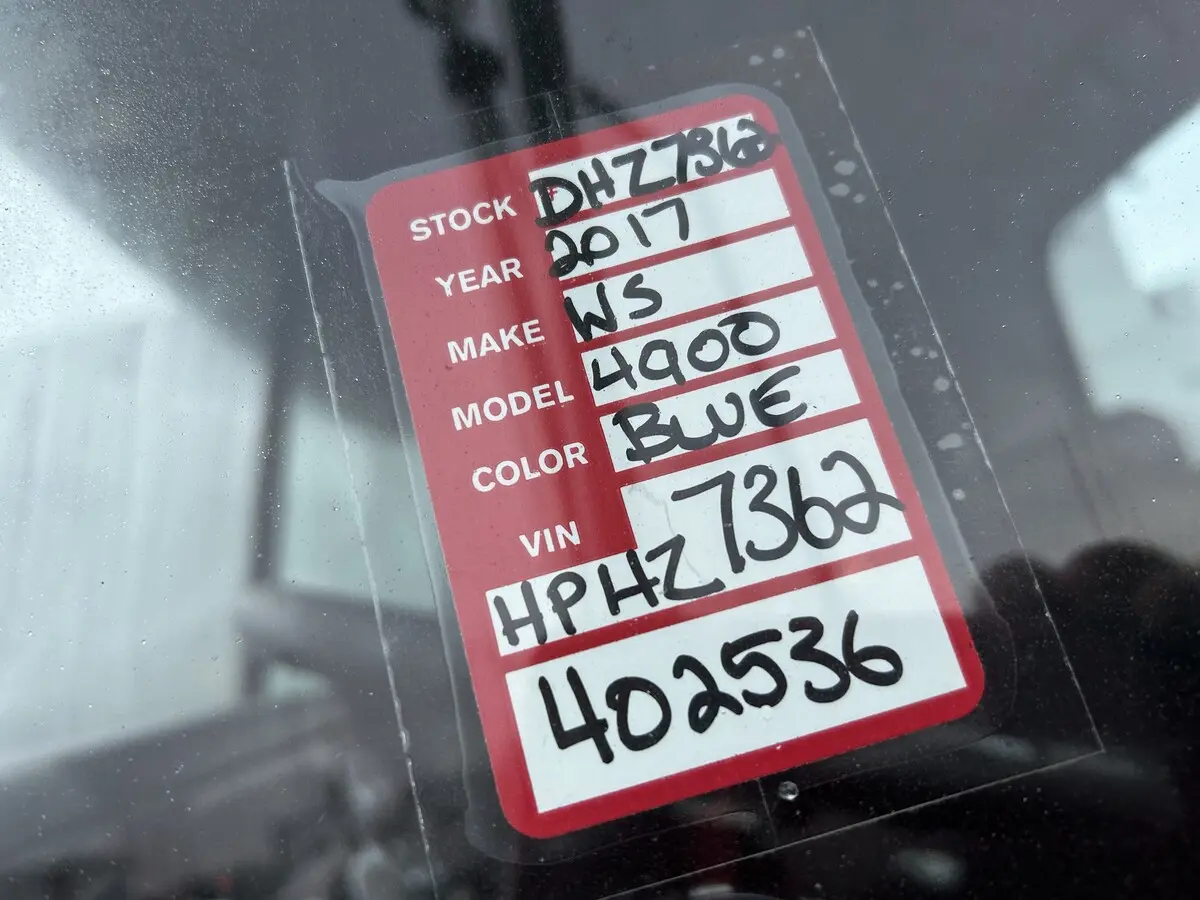 STOCK DHZ7362
YEAR 2017
MAKE WS
MODEL 4900
COLOR BLUE
VIN HPHZ7362
402536